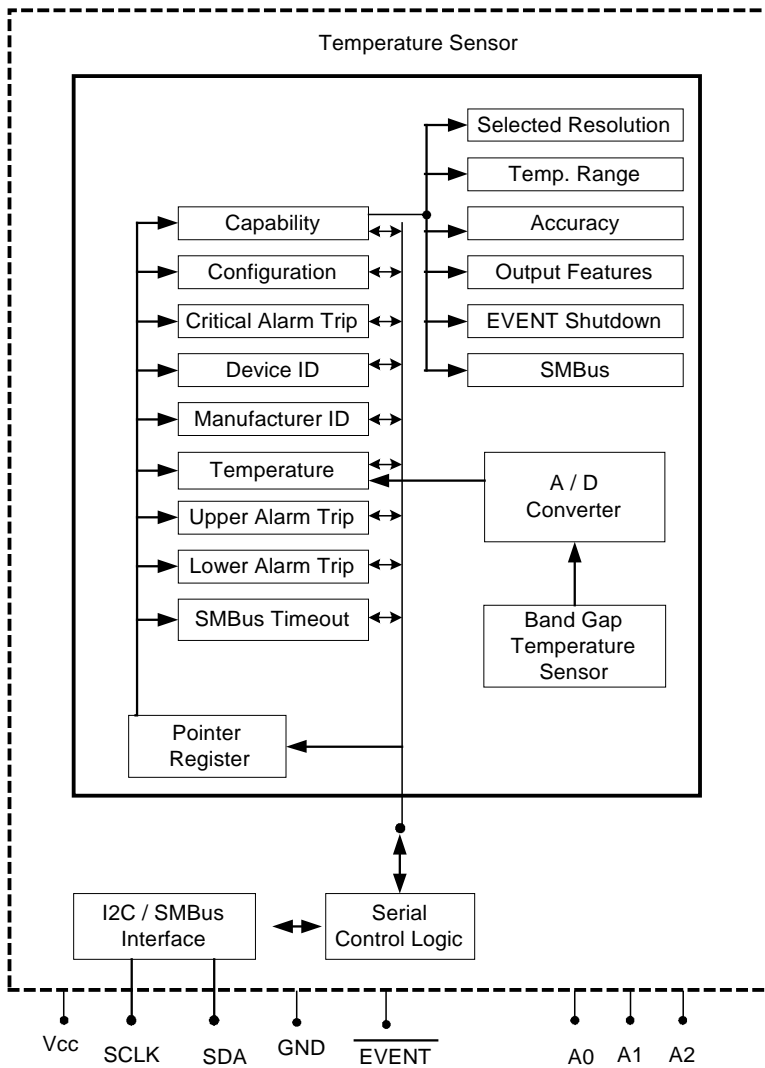 Temperature Sensor
Selected Resolution
Temp. Range
Capability
Accuracy
Configuration
Output Features
Critical Alarm Trip
EVENT Shutdown
Device ID
SMBus
Manufacturer ID
Temperature
A / D
Converter
Upper Alarm Trip
Lower Alarm Trip
SMBus Timeout
Band Gap
Temperature
Sensor
Pointer
Register
I2C / SMBus
Interface
Serial
Control Logic
Vcc
SCLK
SDA
GND
EVENT
A0
A1
A2